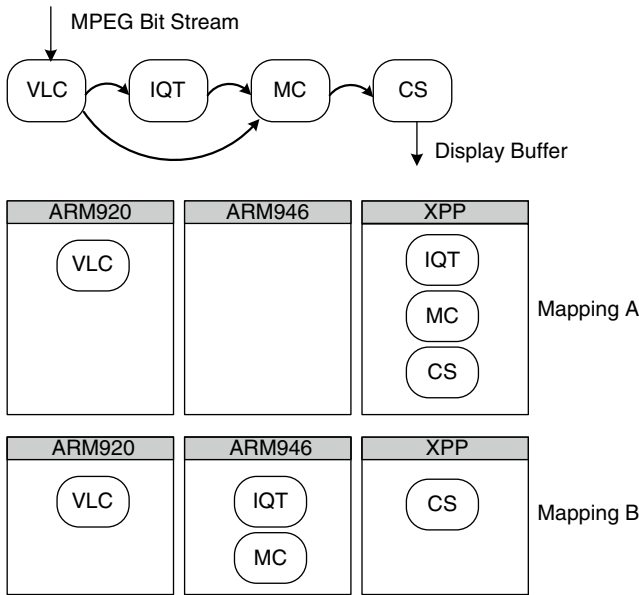 MPEG Bit Stream
VLC IQT MC CS
Display Buffer
ARM920 ARM946 XPP
VLC IQT
MC
CS
Mapping A
ARM920 ARM946 XPP
VLC IQT CS
MC
Mapping B